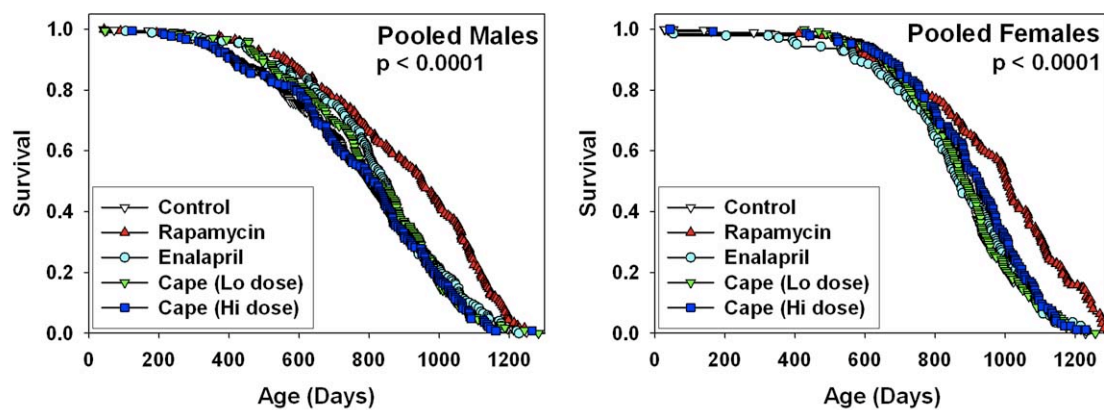 Pooled Males
p < 0.0001
Survival
1.0
0.8
0.6
0.4
0.2
0.0
Control
Rapamycin
Enalapril
Cape (Lo dose)
Cape (Hi dose)
0 200 400 600 800 1000 1200
Age (Days)
Pooled Females
p < 0.0001
Survival
1.0
0.8
0.6
0.4
0.2
0.0
Control
Rapamycin
Enalapril
Cape (Lo dose)
Cape (Hi dose)
0 200 400 600 800 1000 1200
Age (Days)